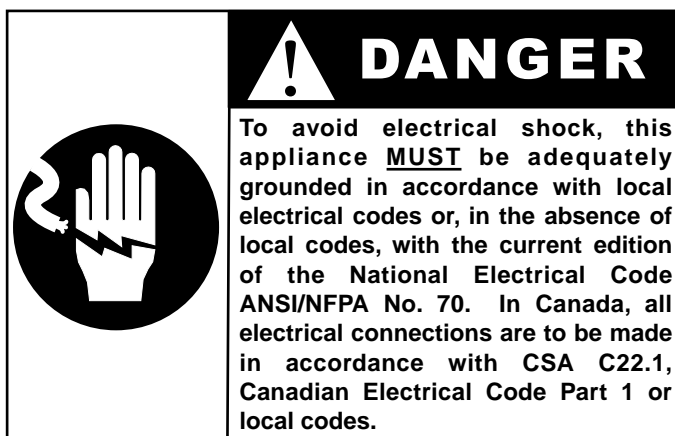 DANGER
To avoid electrical shock, this
appliance MUST be adequately
grounded in accordance with local
electrical codes or, in the absence of
local codes, with the current edition
of the National Electrical Code
ANSI/NFPA No. 70. In Canada, all
electrical connections are to be made
in accordance with CSA C22.1,
Canadian Electrical Code Part 1 or
local codes.